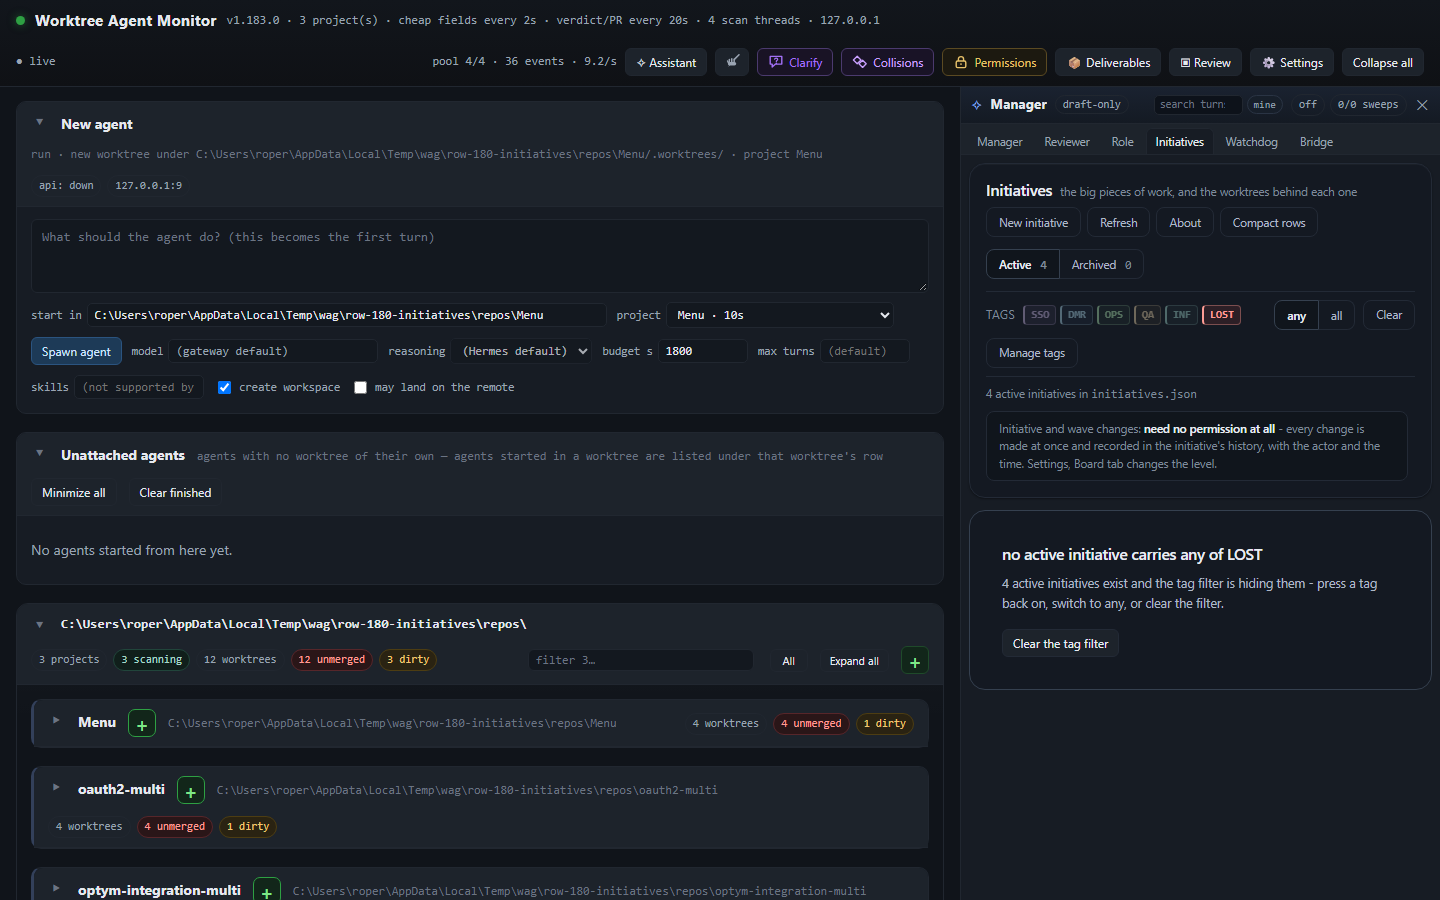 Worktree Agent Monitor v1.183.0 · 3 project(s) · cheap fields every 2s · verdict/PR every 20s · 4 scan threads · 127.0.0.1
live
pool 4/4 · 36 events · 9.2/s
Assistant
Clarify
Collisions
Permissions
Deliverables
Review
Settings
Collapse all
New agent
run · new worktree under C:\Users\roper\AppData\Local\Temp\wag\row-180-initiatives\repos\Menu/.worktrees/ · project Menu
api: down 127.0.0.1:9
What should the agent do? (this becomes the first turn)
start in C:\Users\roper\AppData\Local\Temp\wag\row-180-initiatives\repos\Menu project Menu · 10s
Spawn agent model (gateway default) reasoning (Hermes default) budget s 1800 max turns (default)
skills (not supported by create workspace may land on the remote
Unattached agents agents with no worktree of their own — agents started in a worktree are listed under that worktree's row
Minimize all Clear finished
No agents started from here yet.
C:\Users\roper\AppData\Local\Temp\wag\row-180-initiatives\repos\
3 projects 3 scanning 12 worktrees 12 unmerged 3 dirty filter 3… All Expand all +
Menu + C:\Users\roper\AppData\Local\Temp\wag\row-180-initiatives\repos\Menu 4 worktrees 4 unmerged 1 dirty
oauth2-multi + C:\Users\roper\AppData\Local\Temp\wag\row-180-initiatives\repos\oauth2-multi
4 worktrees 4 unmerged 1 dirty
optym-integration-multi + C:\Users\roper\AppData\Local\Temp\wag\row-180-initiatives\repos\optym-integration-multi
Manager draft-only search turn: mine off 0/0 sweeps
Manager Reviewer Role Initiatives Watchdog Bridge
Initiatives the big pieces of work, and the worktrees behind each one
New initiative Refresh About Compact rows
Active 4 Archived 0
TAGS SSO DMR OPS QA INF LOST any all Clear
Manage tags
4 active initiatives in initiatives.json
Initiative and wave changes: need no permission at all - every change is
made at once and recorded in the initiative's history, with the actor and the
time. Settings, Board tab changes the level.
no active initiative carries any of LOST
4 active initiatives exist and the tag filter is hiding them - press a tag
back on, switch to any, or clear the filter.
Clear the tag filter